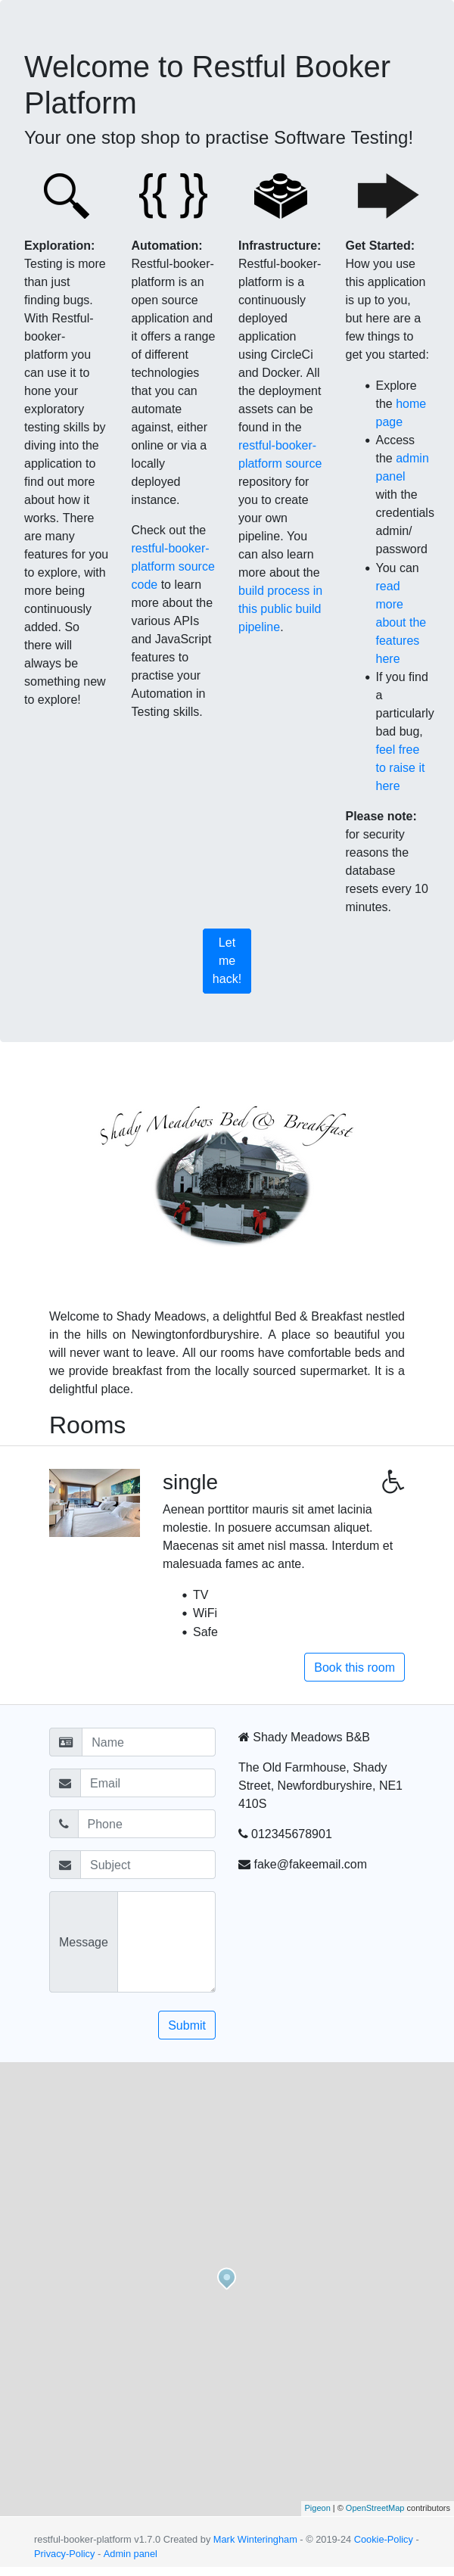 Welcome to Restful Booker
Platform
Your one stop shop to practise Software Testing!
Exploration:
Testing is more
than just
finding bugs.
With Restful-
booker-
platform you
can use it to
hone your
exploratory
testing skills by
diving into the
application to
find out more
about how it
works. There
are many
features for you
to explore, with
more being
continuously
added. So
there will
always be
something new
to explore!
Automation:
Restful-booker-
platform is an
open source
application and
it offers a range
of different
technologies
that you can
automate
against, either
online or via a
locally
deployed
instance.
Check out the
restful-booker-
platform source
code to learn
more about the
various APIs
and JavaScript
features to
practise your
Automation in
Testing skills.
Infrastructure:
Restful-booker-
platform is a
continuously
deployed
application
using CircleCi
and Docker. All
the deployment
assets can be
found in the
restful-booker-
platform source
repository for
you to create
your own
pipeline. You
can also learn
more about the
build process in
this public build
pipeline.
Get Started:
How you use
this application
is up to you,
but here are a
few things to
get you started:
Explore
the home
page
Access
the admin
panel
with the
credentials
admin/
password
You can
read
more
about the
features
here
If you find
a
particularly
bad bug,
feel free
to raise it
here
Please note:
for security
reasons the
database
resets every 10
minutes.
Let
me
hack!
Shady Meadows Bed & Breakfast
Welcome to Shady Meadows, a delightful Bed & Breakfast nestled
in the hills on Newingtonfordburyshire. A place so beautiful you
will never want to leave. All our rooms have comfortable beds and
we provide breakfast from the locally sourced supermarket. It is a
delightful place.
Rooms
single
Aenean porttitor mauris sit amet lacinia
molestie. In posuere accumsan aliquet.
Maecenas sit amet nisl massa. Interdum et
malesuada fames ac ante.
TV
WiFi
Safe
Book this room
Name
Email
Phone
Subject
Message
Submit
Shady Meadows B&B
The Old Farmhouse, Shady
Street, Newfordburyshire, NE1
410S
012345678901
fake@fakeemail.com
Pigeon | © OpenStreetMap contributors
restful-booker-platform v1.7.0 Created by Mark Winteringham - © 2019-24 Cookie-Policy -
Privacy-Policy - Admin panel